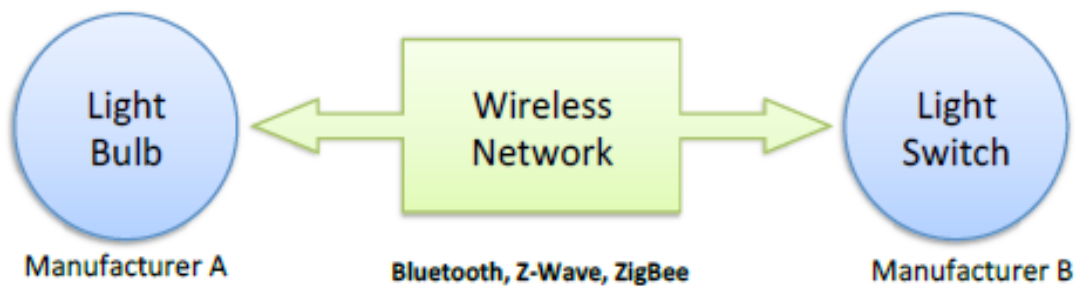 Light
Bulb
Wireless
Network
Light
Switch
Manufacturer A
Bluetooth, Z-Wave, ZigBee
Manufacturer B